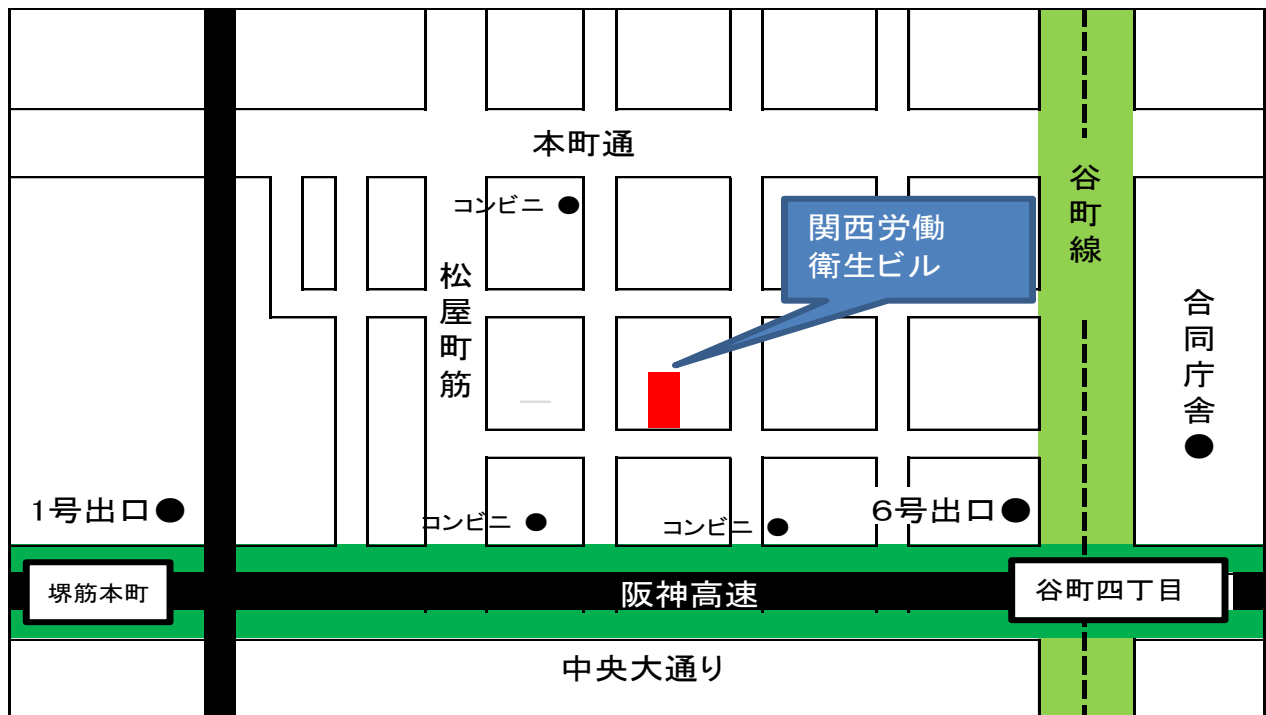 本町通
谷町線
コンビニ
関西労働
衛生ビル
松屋町筋
合同庁舎
1号出口
6号出口
コンビニ
コンビニ
堺筋本町
阪神高速
谷町四丁目
中央大通り